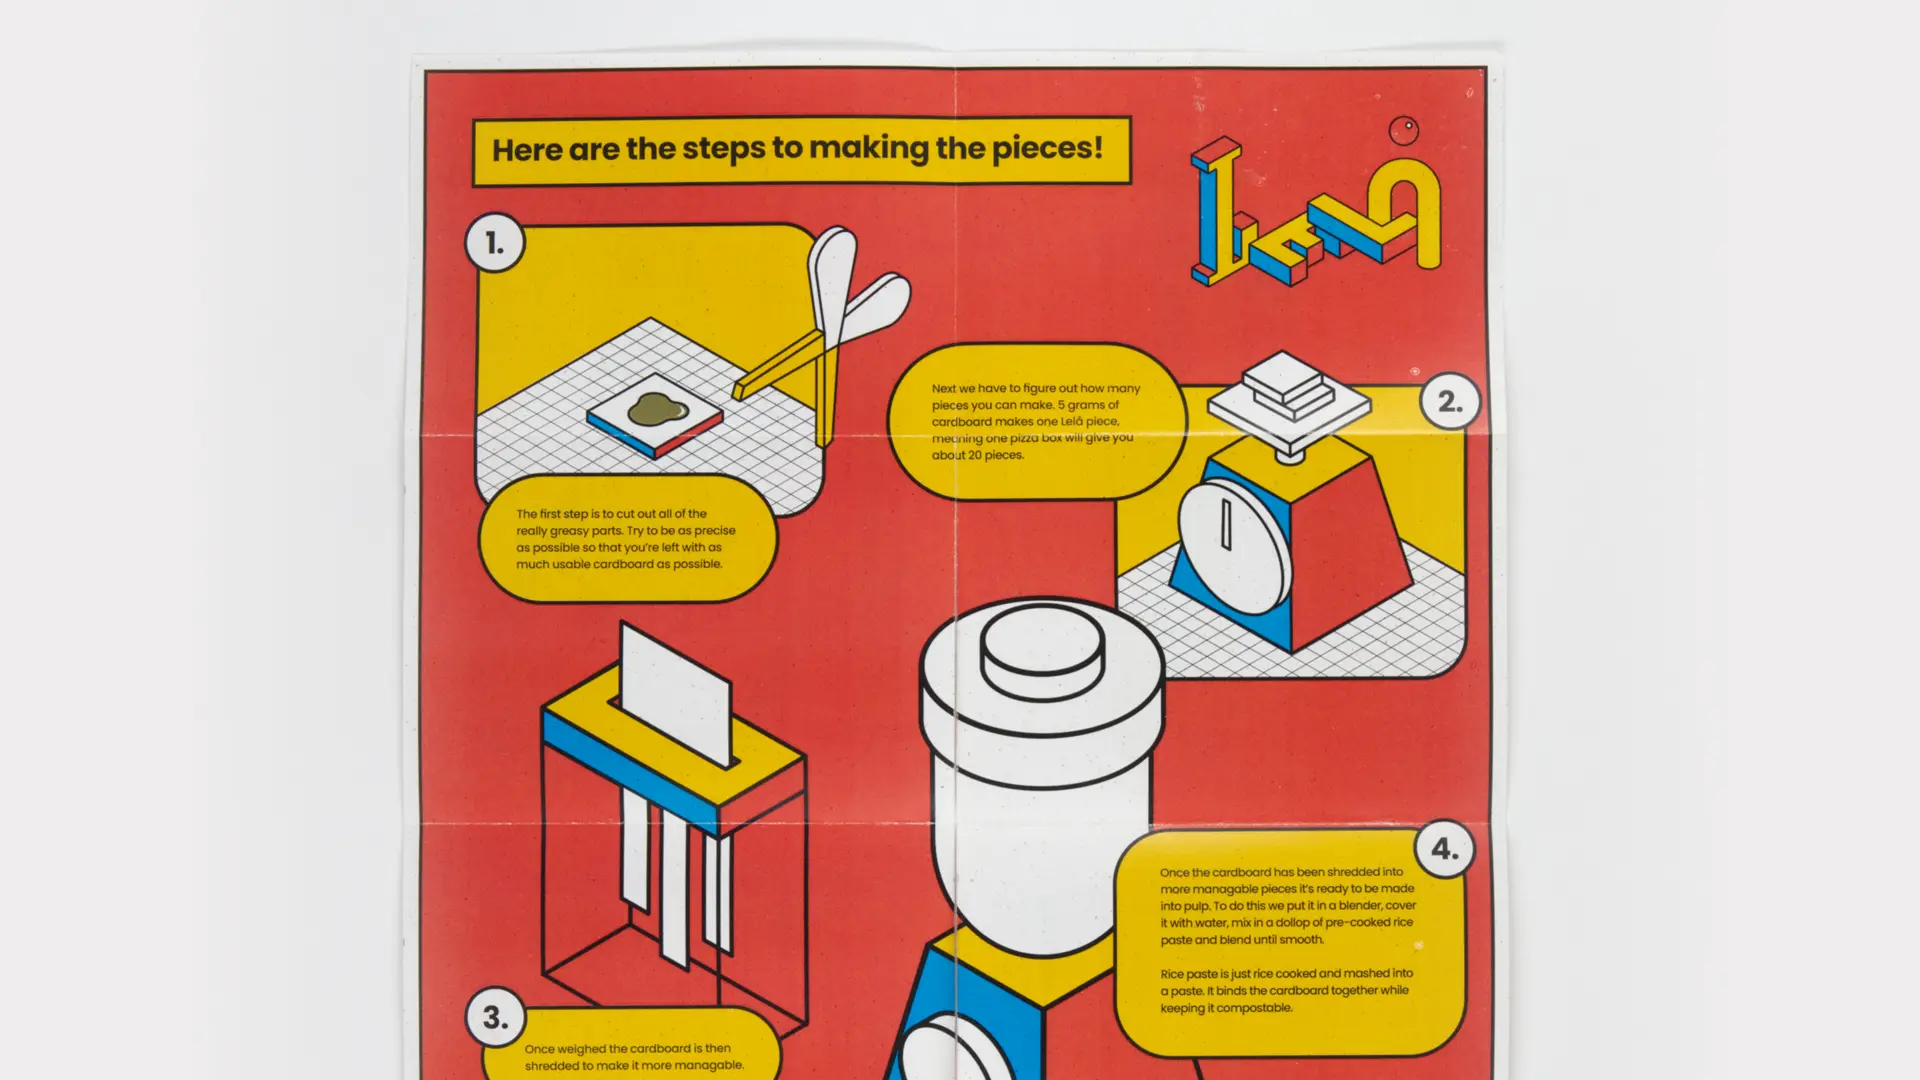 Here are the steps to making the pieces!
Lelå
1.
The first step is to cut out all of the
really greasy parts. Try to be as precise
as possible so that you're left with as
much usable cardboard as possible.
2.
Next we have to figure out how many
pieces you can make. 5 grams of
cardboard makes one Lelå piece,
meaning one pizza box will give you
about 20 pieces.
3.
Once weighed the cardboard is then
shredded to make it more managable.
4.
Once the cardboard has been shredded into
more managable pieces it's ready to be made
into pulp. To do this we put it in a blender, cover
it with water, mix in a dollop of pre-cooked rice
paste and blend until smooth.
Rice paste is just rice cooked and mashed into
a paste. It binds the cardboard together while
keeping it compostable.